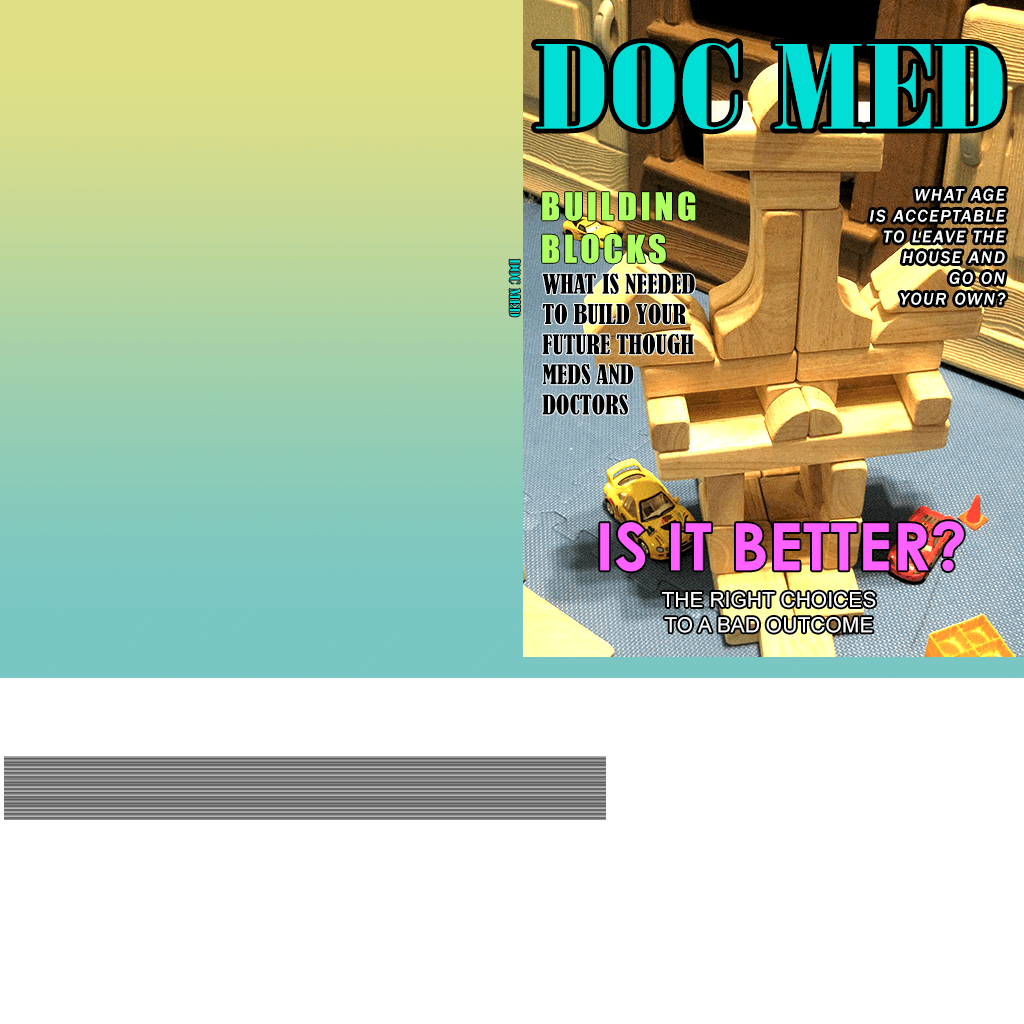 DOC MED
DOC MED
BUILDING
BLOCKS
WHAT IS NEEDED
TO BUILD YOUR
FUTURE THOUGH
MEDS AND
DOCTORS
WHAT AGE
IS ACCEPTABLE
TO LEAVE THE
HOUSE AND
GO ON
YOUR OWN?
IS IT BETTER?
THE RIGHT CHOICES
TO A BAD OUTCOME